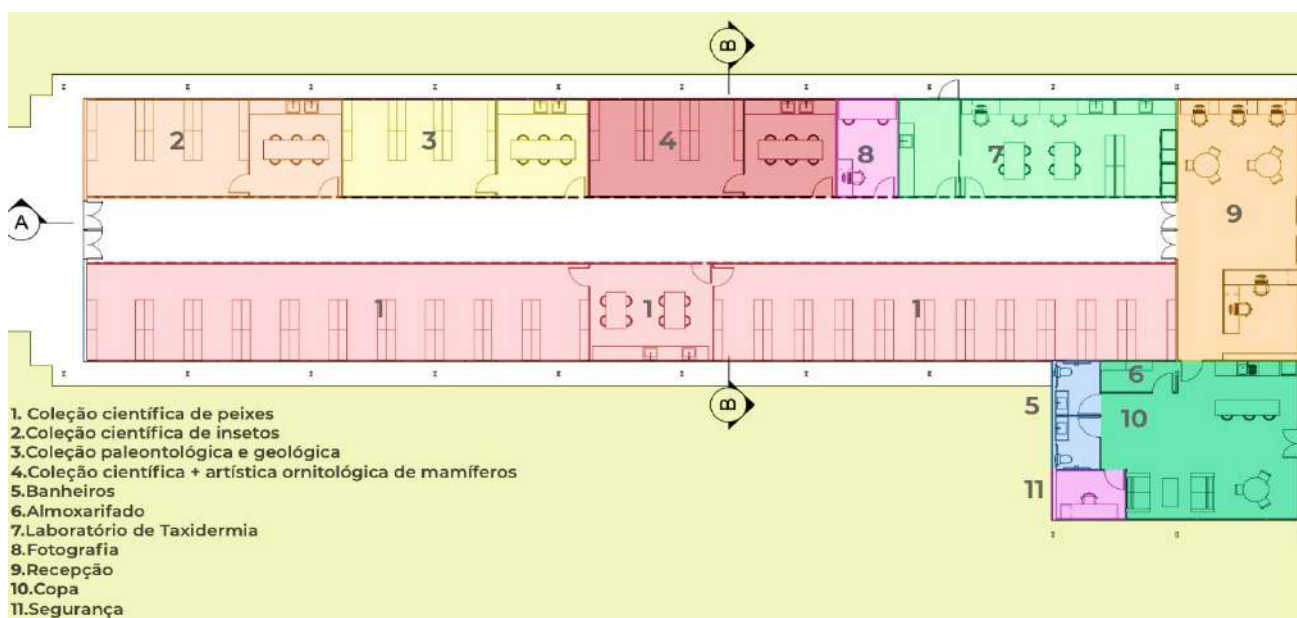 B
2
3
4
8
7
A
9
1
1
1
B
5
6
10
11
1. Coleção científica de peixes
2.Coleção científica de insetos
3.Coleção paleontológica e geológica
4.Coleção científica + artística ornitológica de mamíferos
5.Banheiros
6.Almoxarifado
7.Laboratório de Taxidermia
8.Fotografia
9.Recepção
10.Copa
11.Segurança